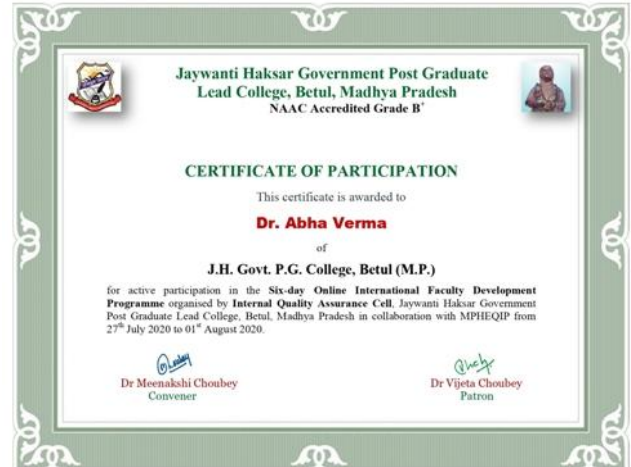 Jaywanti Haksar Government Post Graduate
Lead College, Betul, Madhya Pradesh
NAAC Accredited Grade B+
CERTIFICATE OF PARTICIPATION
This certificate is awarded to
Dr. Abha Verma
of
J.H. Govt. P.G. College, Betul (M.P.)
for active participation in the Six-day Online International Faculty Development
Programme organised by Internal Quality Assurance Cell, Jaywanti Haksar Government
Post Graduate Lead College, Betul, Madhya Pradesh in collaboration with MPHEQIP from
27th July 2020 to 01st August 2020.
Dr Meenakshi Choubey
Convener
Dr Vijeta Choubey
Patron